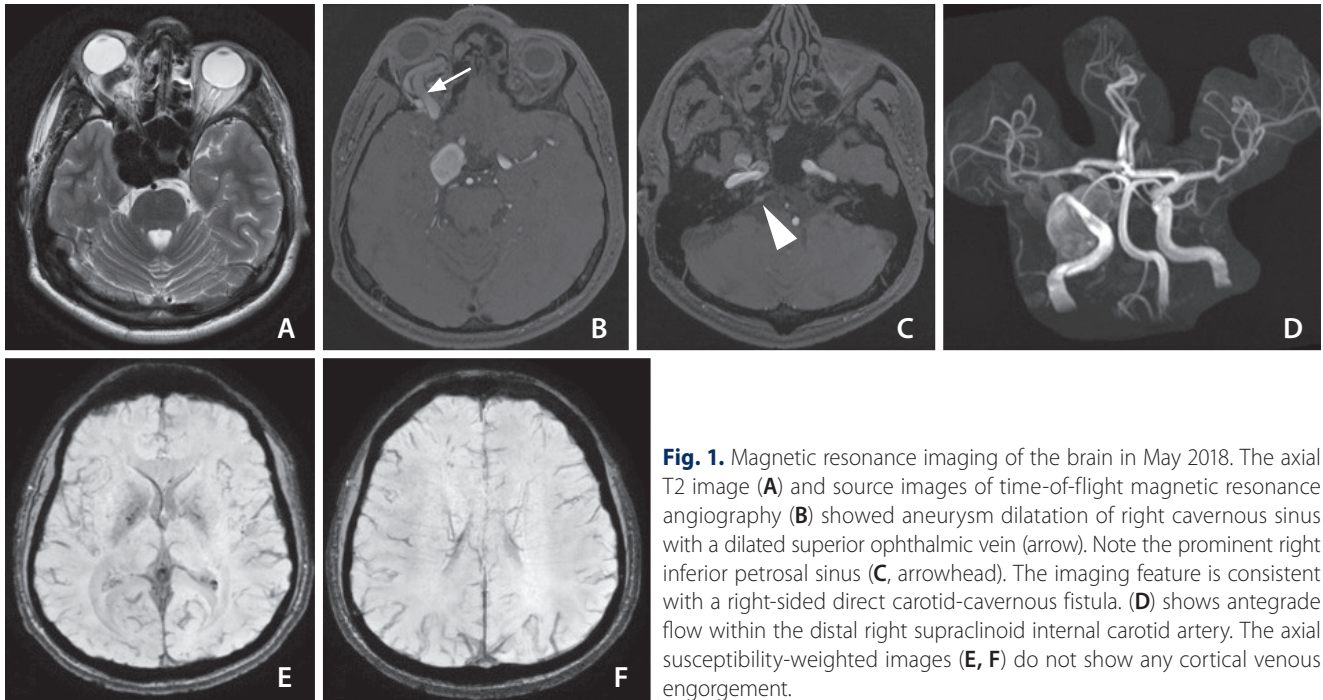 A
B
C
D
E
F
Fig. 1. Magnetic resonance imaging of the brain in May 2018. The axial
T2 image (A) and source images of time-of-flight magnetic resonance
angiography (B) showed aneurysm dilatation of right cavernous sinus
with a dilated superior ophthalmic vein (arrow). Note the prominent right
inferior petrosal sinus (C, arrowhead). The imaging feature is consistent
with a right-sided direct carotid-cavernous fistula. (D) shows antegrade
flow within the distal right supraclinoid internal carotid artery. The axial
susceptibility-weighted images (E, F) do not show any cortical venous
engorgement.